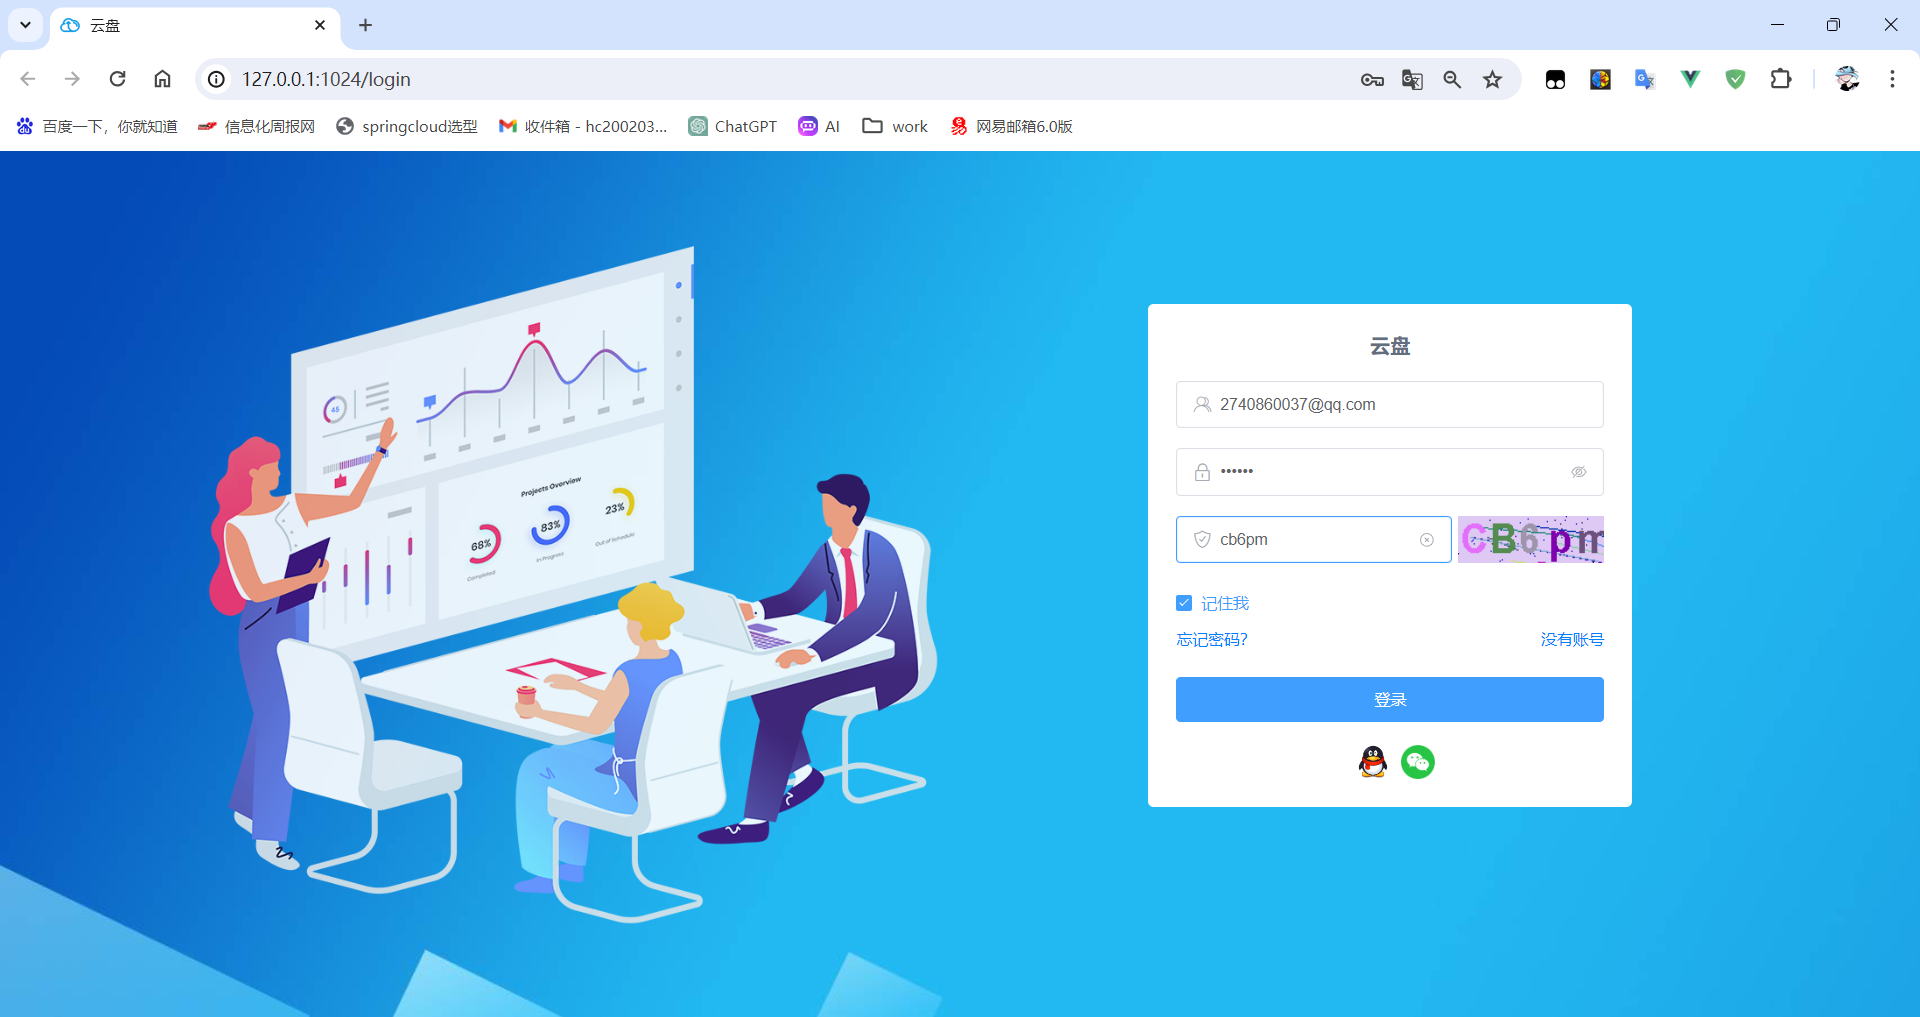 云盘
127.0.0.1:1024/login
百度一下，你就知道
信息化周报网
springcloud选型
收件箱 - hc200203...
ChatGPT
AI
work
网易邮箱6.0版
45
Projects Overview
68%
Completed
83%
In Progress
23%
Out of Schedule
云盘
2740860037@qq.com
••••••
cb6pm
CB6pm
记住我
忘记密码?
没有账号
登录